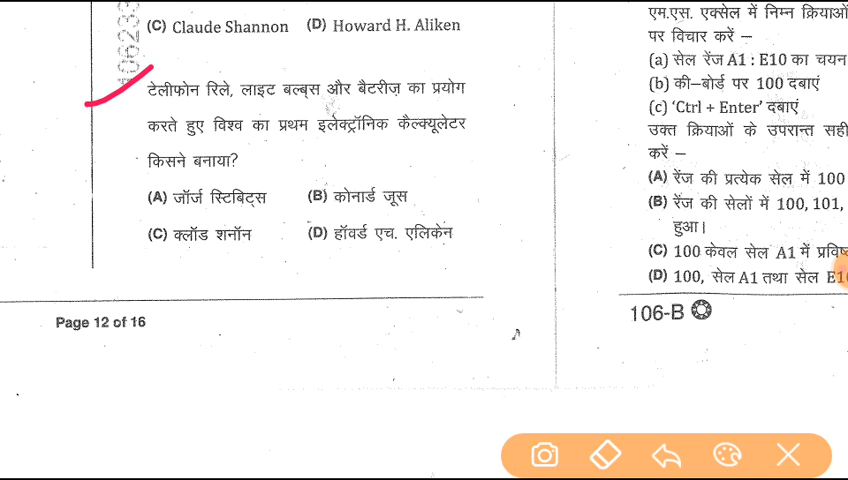 (C) Claude Shannon (D) Howard H. Aliken
टेलीफोन रिले, लाइट बल्ब्स और बैटरीज़ का प्रयोग
करते हुए विश्व का प्रथम इलेक्ट्रॉनिक कैल्क्यूलेटर
किसने बनाया?
(A) जॉर्ज स्टिबिट्स (B) कोनार्ड जूस
(C) क्लॉड शनॉन (D) हॉवर्ड एच. एलिकेन
Page 12 of 16
एम.एस. एक्सेल में निम्न क्रियाओं
पर विचार करें –
(a) सेल रेंज A1 : E10 का चयन
(b) की–बोर्ड पर 100 दबाएं
(c) ‘Ctrl + Enter’ दबाएं
उक्त क्रियाओं के उपरान्त सही
करें –
(A) रेंज की प्रत्येक सेल में 100
(B) रेंज की सेलों में 100, 101,
हुआ।
(C) 100 केवल सेल A1 में
(D) 100, सेल A1 तथा सेल
106-B